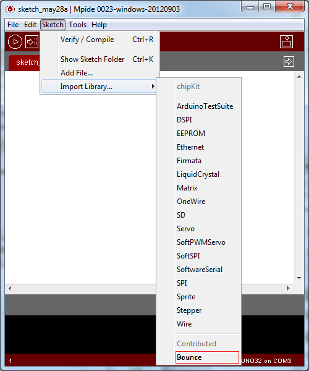 sketch_may28a | Mpide 0023-windows-20120903
File Edit Sketch Tools Help
Verify / Compile Ctrl+R
Show Sketch Folder Ctrl+K
Add File...
Import Library...
sketch_
chipKit
ArduinoTestSuite
DSPI
EEPROM
Ethernet
Firmata
LiquidCrystal
Matrix
OneWire
SD
Servo
SoftPWMServo
SoftSPI
SoftwareSerial
SPI
Sprite
Stepper
Wire
Contributed
Bounce
1
UNO32 on COM3